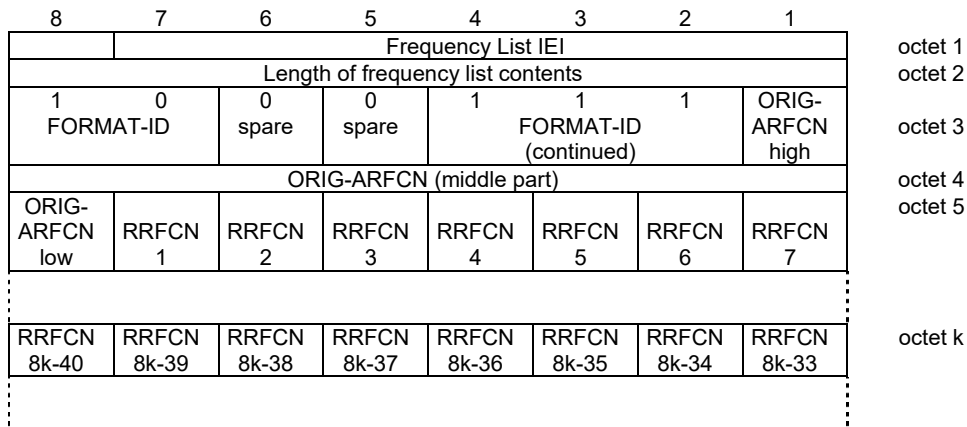 8 7 6 5 4 3 2 1
Frequency List IEI octet 1
Length of frequency list contents octet 2
1 0 0 0 1 1 1 ORIG-
FORMAT-ID spare spare FORMAT-ID ARFCN octet 3
(continued) high
ORIG-ARFCN (middle part) octet 4
ORIG- octet 5
ARFCN RRFCN RRFCN RRFCN RRFCN RRFCN RRFCN RRFCN
low 1 2 3 4 5 6 7
RRFCN RRFCN RRFCN RRFCN RRFCN RRFCN RRFCN RRFCN octet k
8k-40 8k-39 8k-38 8k-37 8k-36 8k-35 8k-34 8k-33